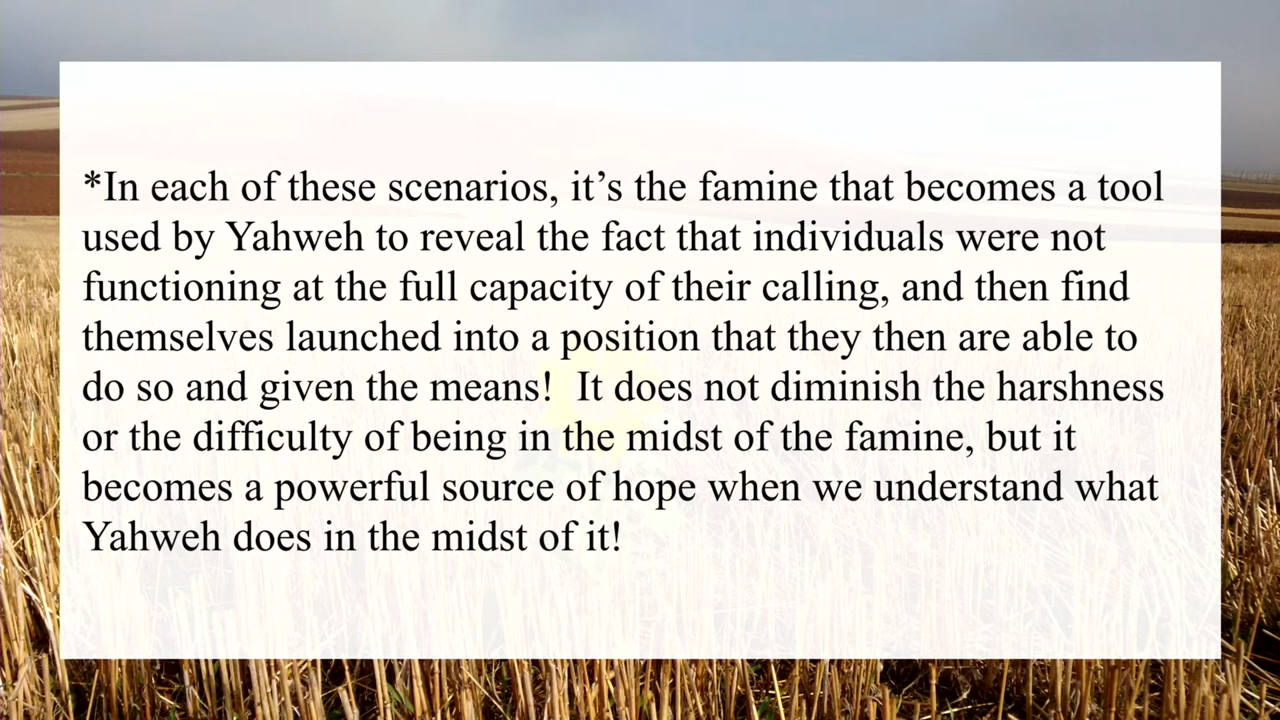 *In each of these scenarios, it’s the famine that becomes a tool
used by Yahweh to reveal the fact that individuals were not
functioning at the full capacity of their calling, and then find
themselves launched into a position that they then are able to
do so and given the means!  It does not diminish the harshness
or the difficulty of being in the midst of the famine, but it
becomes a powerful source of hope when we understand what
Yahweh does in the midst of it!